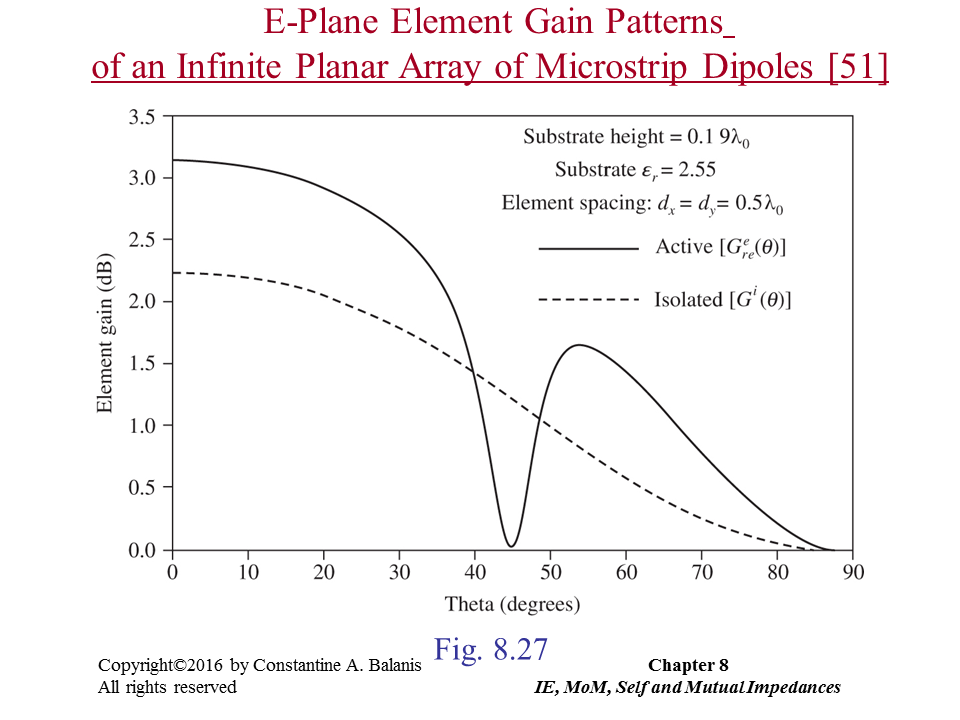 E-Plane Element Gain Patterns
of an Infinite Planar Array of Microstrip Dipoles [51]
3.5
3.0
2.5
2.0
1.5
1.0
0.5
0.0
Element gain (dB)
Substrate height = 0.1 9λ₀
Substrate εᵣ = 2.55
Element spacing: dₓ = d_y = 0.5λ₀
Active [Gᵉᵣₑ(θ)]
Isolated [Gⁱ(θ)]
0 10 20 30 40 50 60 70 80 90
Theta (degrees)
Fig. 8.27
Copyright©2016 by Constantine A. Balanis
All rights reserved
Chapter 8
IE, MoM, Self and Mutual Impedances